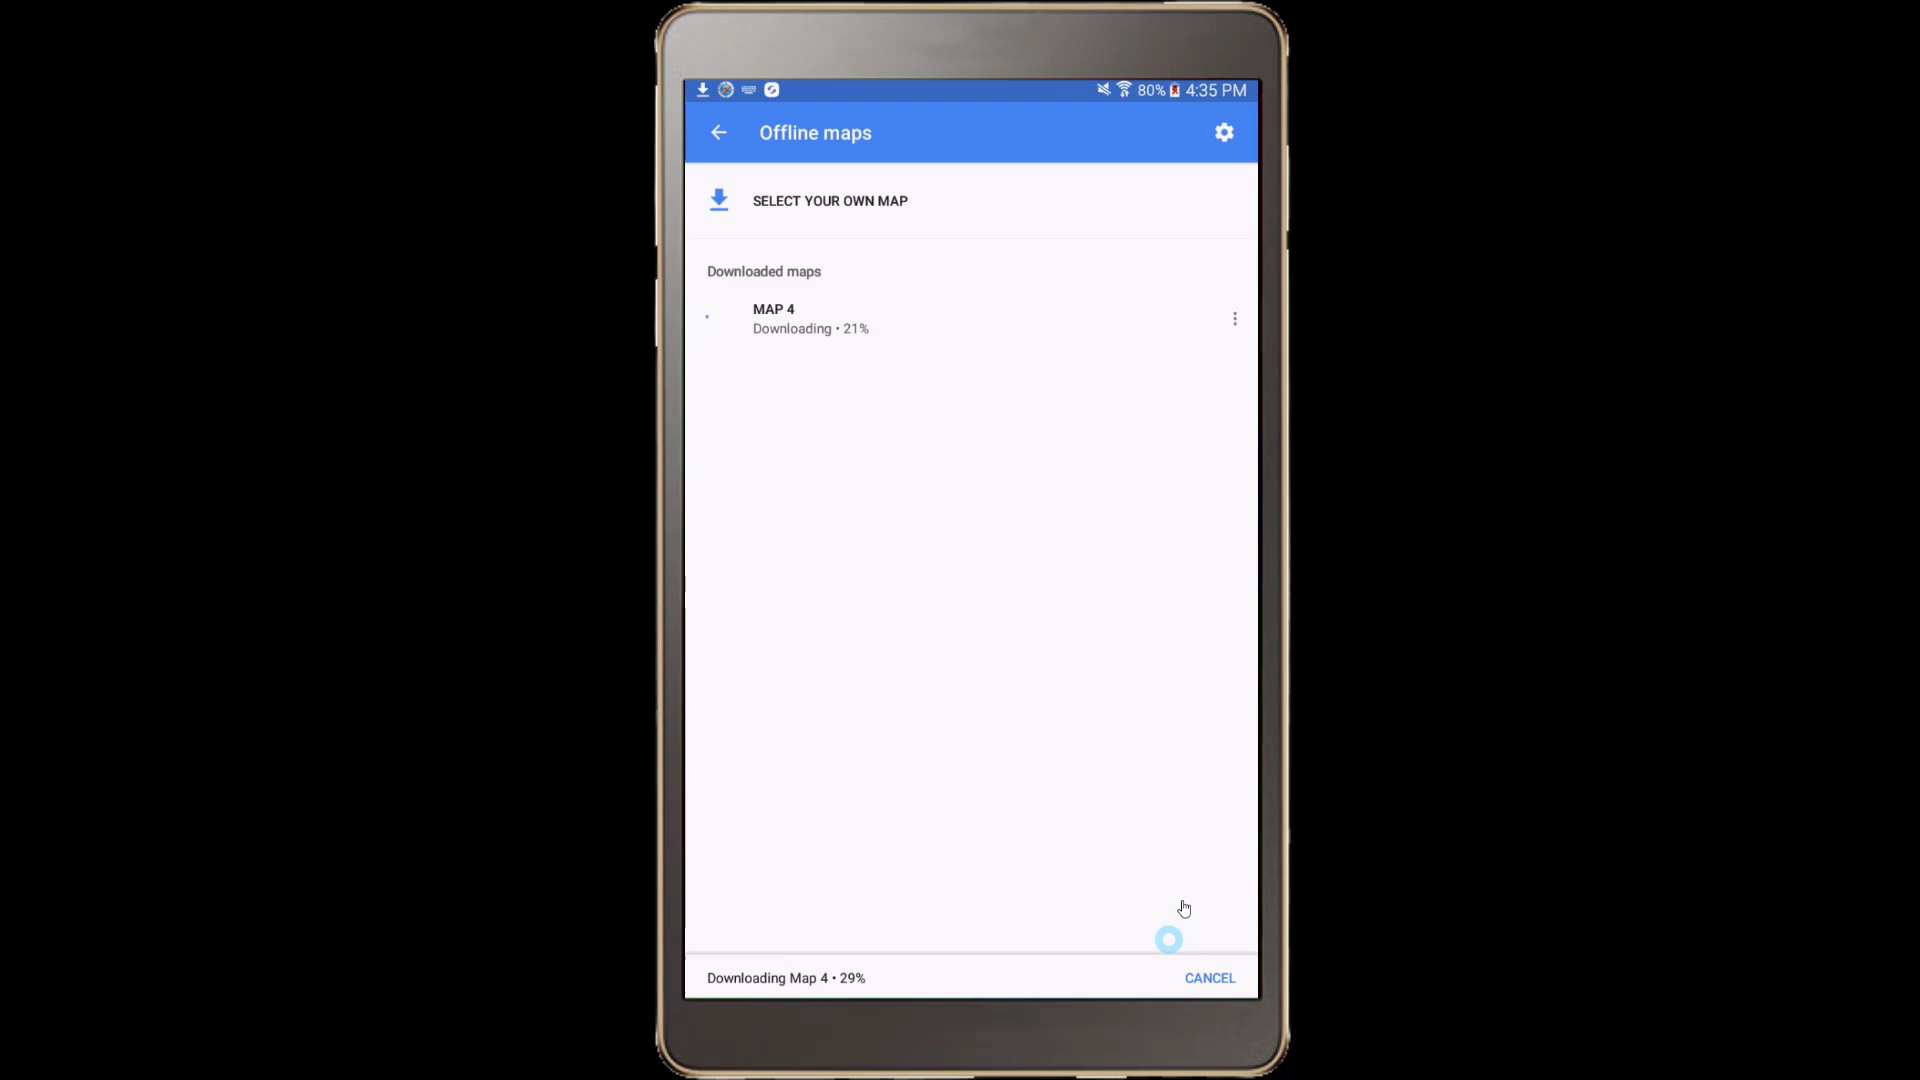 80% 4:35 PM
Offline maps
SELECT YOUR OWN MAP
Downloaded maps
MAP 4
Downloading • 21%
Downloading Map 4 • 29%
CANCEL